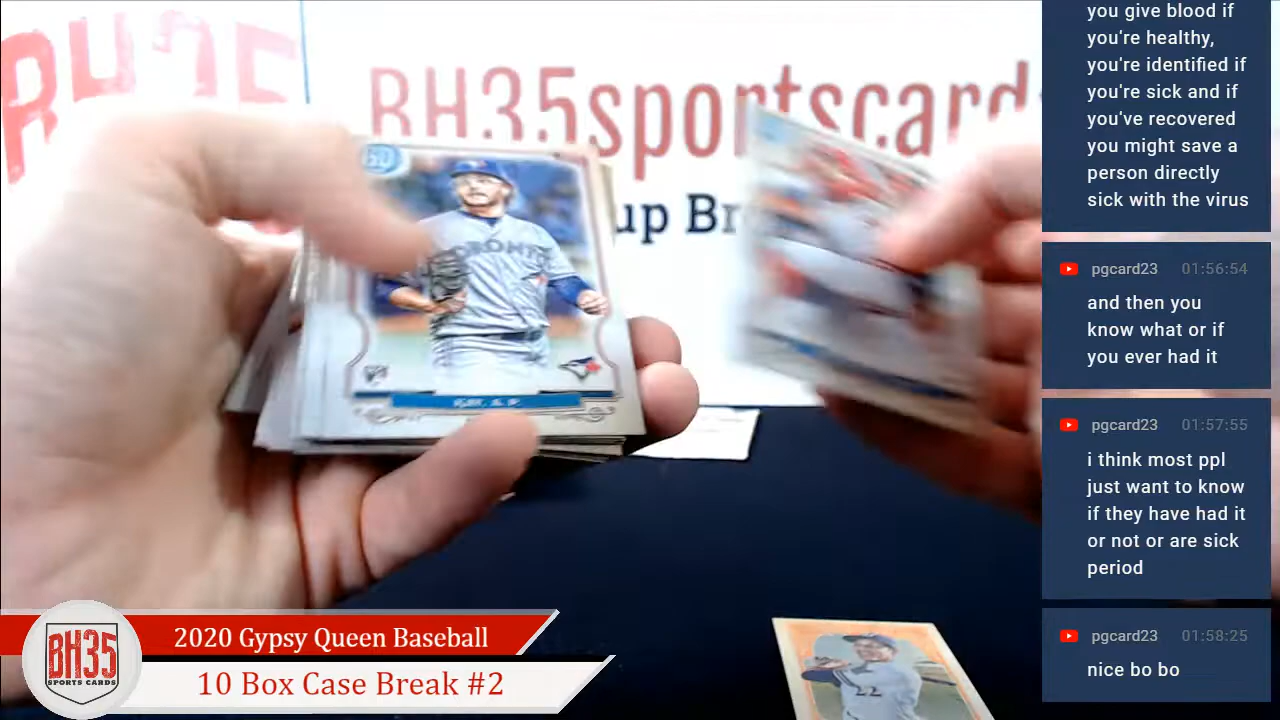 BH35
BH35sportscard
up Br
GQ
TORONTO
22
you give blood if
you're healthy,
you're identified if
you're sick and if
you've recovered
you might save a
person directly
sick with the virus
pgcard23 01:56:54
and then you
know what or if
you ever had it
pgcard23 01:57:55
i think most ppl
just want to know
if they have had it
or not or are sick
period
pgcard23 01:58:25
nice bo bo
BH35
SPORTS CARDS
2020 Gypsy Queen Baseball
10 Box Case Break #2